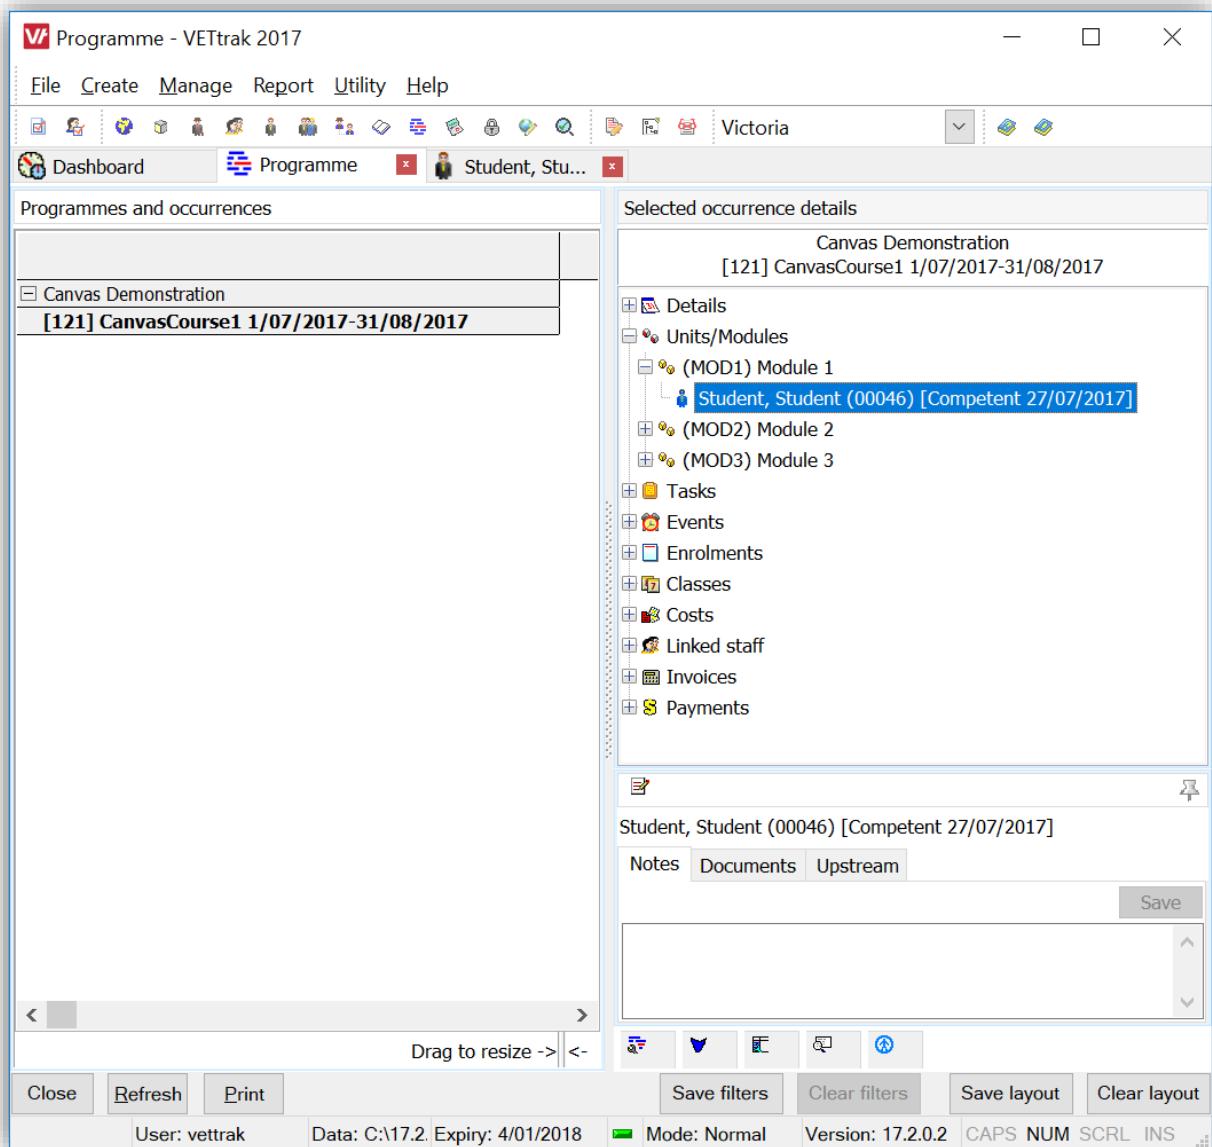 Programme - VETtrak 2017
File Create Manage Report Utility Help
Victoria
Dashboard Programme x Student, Stu... x
Programmes and occurrences
Selected occurrence details
Canvas Demonstration
[121] CanvasCourse1 1/07/2017-31/08/2017
Canvas Demonstration
[121] CanvasCourse1 1/07/2017-31/08/2017
Details
Units/Modules
(MOD1) Module 1
Student, Student (00046) [Competent 27/07/2017]
(MOD2) Module 2
(MOD3) Module 3
Tasks
Events
Enrolments
Classes
Costs
Linked staff
Invoices
Payments
Student, Student (00046) [Competent 27/07/2017]
Notes Documents Upstream
Save
Drag to resize -> <-
Close Refresh Print Save filters Clear filters Save layout Clear layout
User: vettrak Data: C:\17.2. Expiry: 4/01/2018 Mode: Normal Version: 17.2.0.2 CAPS NUM SCRL INS